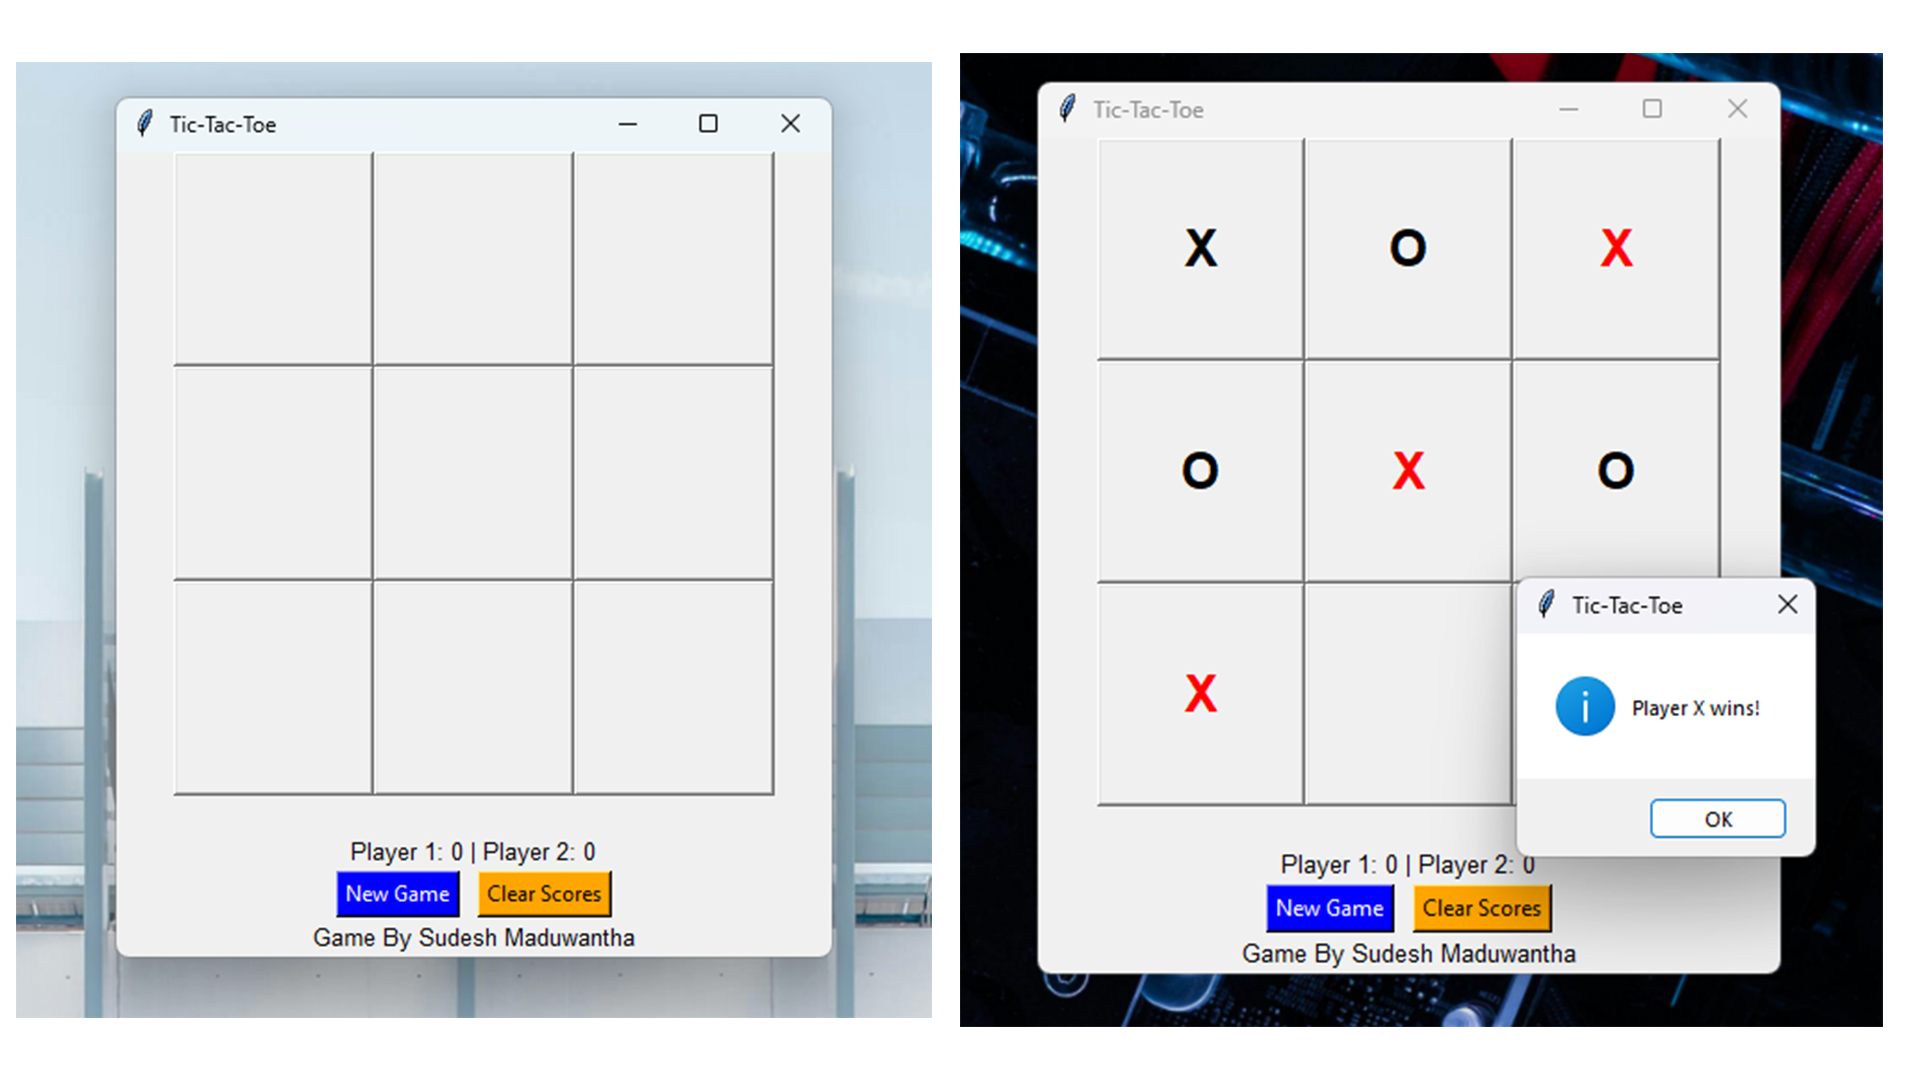 Tic-Tac-Toe
Player 1: 0 | Player 2: 0
New Game Clear Scores
Game By Sudesh Maduwantha
Tic-Tac-Toe
X O X
O X O
X
Tic-Tac-Toe
Player X wins!
OK
Player 1: 0 | Player 2: 0
New Game Clear Scores
Game By Sudesh Maduwantha